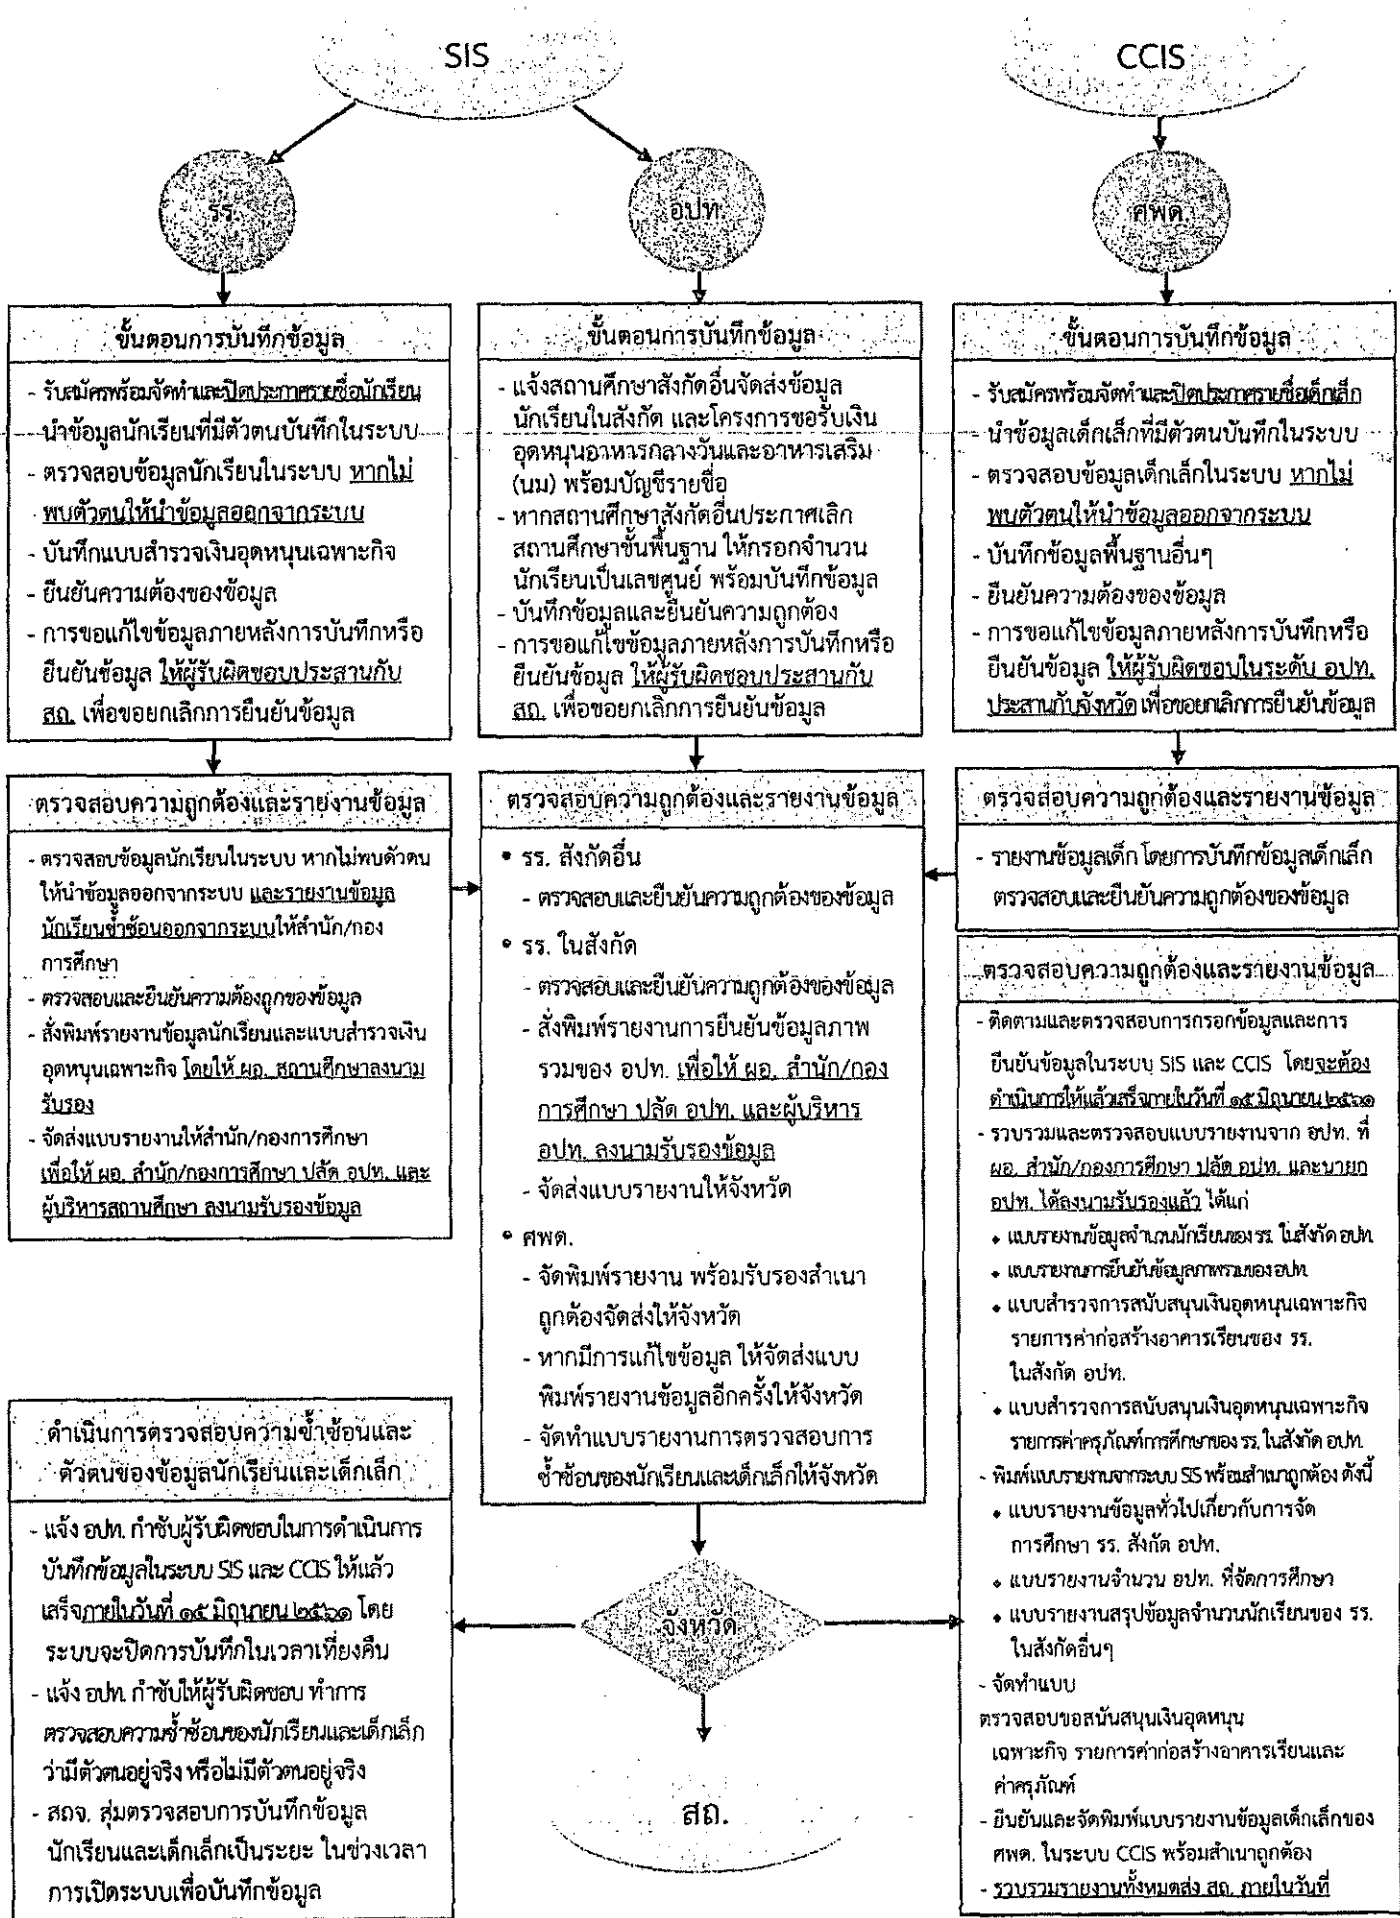 SIS
CCIS
รร.
อปท.
ศพด.
ขั้นตอนการบันทึกข้อมูล
- รับสมัครพร้อมจัดทำและปิดประกาศรายชื่อนักเรียน
- นำข้อมูลนักเรียนที่มีตัวตนบันทึกในระบบ
- ตรวจสอบข้อมูลนักเรียนในระบบ หากไม่
พบตัวตนให้นำข้อมูลออกจากระบบ
- บันทึกแบบสำรวจเงินอุดหนุนเฉพาะกิจ
- ยืนยันความต้องของข้อมูล
- การขอแก้ไขข้อมูลภายหลังการบันทึกหรือ
ยืนยันข้อมูล ให้ผู้รับผิดชอบประสานกับ
สถ. เพื่อขอยกเลิกการยืนยันข้อมูล
ขั้นตอนการบันทึกข้อมูล
- แจ้งสถานศึกษาสังกัดอื่นจัดส่งข้อมูล
นักเรียนในสังกัด และโครงการขอรับเงิน
อุดหนุนอาหารกลางวันและอาหารเสริม
(นม) พร้อมบัญชีรายชื่อ
- หากสถานศึกษาสังกัดอื่นประกาศเลิก
สถานศึกษาขั้นพื้นฐาน ให้กรอกจำนวน
นักเรียนเป็นเลขศูนย์ พร้อมบันทึกข้อมูล
- บันทึกข้อมูลและยืนยันความถูกต้อง
- การขอแก้ไขข้อมูลภายหลังการบันทึกหรือ
ยืนยันข้อมูล ให้ผู้รับผิดชอบประสานกับ
สถ. เพื่อขอยกเลิกการยืนยันข้อมูล
ขั้นตอนการบันทึกข้อมูล
- รับสมัครพร้อมจัดทำและปิดประกาศรายชื่อเด็กเล็ก
- นำข้อมูลเด็กเล็กที่มีตัวตนบันทึกในระบบ
- ตรวจสอบข้อมูลเด็กเล็กในระบบ หากไม่
พบตัวตนให้นำข้อมูลออกจากระบบ
- บันทึกข้อมูลพื้นฐานอื่นๆ
- ยืนยันความต้องของข้อมูล
- การขอแก้ไขข้อมูลภายหลังการบันทึกหรือ
ยืนยันข้อมูล ให้ผู้รับผิดชอบในระดับ อปท.
ประสานกับจังหวัด เพื่อขอยกเลิกการยืนยันข้อมูล
ตรวจสอบความถูกต้องและรายงานข้อมูล
- ตรวจสอบข้อมูลนักเรียนในระบบ หากไม่พบตัวตน
ให้นำข้อมูลออกจากระบบ และรายงานข้อมูล
นักเรียนซ้ำซ้อนออกจากระบบให้สำนัก/กอง
การศึกษา
- ตรวจสอบและยืนยันความต้องถูกของข้อมูล
- สั่งพิมพ์รายงานข้อมูลนักเรียนและแบบสำรวจเงิน
อุดหนุนเฉพาะกิจ โดยให้ ผอ. สถานศึกษาลงนาม
รับรอง
- จัดส่งแบบรายงานให้สำนัก/กองการศึกษา
เพื่อให้ ผอ. สำนัก/กองการศึกษา ปลัด อปท. และ
ผู้บริหารสถานศึกษา ลงนามรับรองข้อมูล
ตรวจสอบความถูกต้องและรายงานข้อมูล
• รร. สังกัดอื่น
- ตรวจสอบและยืนยันความถูกต้องของข้อมูล
• รร. ในสังกัด
- ตรวจสอบและยืนยันความถูกต้องของข้อมูล
- สั่งพิมพ์รายงานการยืนยันข้อมูลภาพ
รวมของ อปท. เพื่อให้ ผอ. สำนัก/กอง
การศึกษา ปลัด อปท. และผู้บริหาร
อปท. ลงนามรับรองข้อมูล
- จัดส่งแบบรายงานให้จังหวัด
• ศพด.
- จัดพิมพ์รายงาน พร้อมรับรองสำเนา
ถูกต้องจัดส่งให้จังหวัด
- หากมีการแก้ไขข้อมูล ให้จัดส่งแบบ
พิมพ์รายงานข้อมูลอีกครั้งให้จังหวัด
- จัดทำแบบรายงานการตรวจสอบการ
ซ้ำซ้อนของนักเรียนและเด็กเล็กให้จังหวัด
ตรวจสอบความถูกต้องและรายงานข้อมูล
- รายงานข้อมูลเด็ก โดยการบันทึกข้อมูลเด็กเล็ก
ตรวจสอบและยืนยันความถูกต้องของข้อมูล
ตรวจสอบความถูกต้องและรายงานข้อมูล
- ติดตามและตรวจสอบการกรอกข้อมูลและการ
ยืนยันข้อมูลในระบบ SIS และ CCIS โดยจะต้อง
ดำเนินการให้แล้วเสร็จภายในวันที่ ๑๕ มิถุนายน ๒๕๖๑
- รวบรวมและตรวจสอบแบบรายงานจาก อปท. ที่
ผอ. สำนัก/กองการศึกษา ปลัด อปท. และนายก
อปท. ได้ลงนามรับรองแล้ว ได้แก่
• แบบรายงานข้อมูลจำนวนนักเรียนของ รร. ในสังกัด อปท.
• แบบรายงานการยืนยันข้อมูลภาพรวมของ อปท.
• แบบสำรวจการสนับสนุนเงินอุดหนุนเฉพาะกิจ
รายการค่าก่อสร้างอาคารเรียนของ รร.
ในสังกัด อปท.
• แบบสำรวจการสนับสนุนเงินอุดหนุนเฉพาะกิจ
รายการค่าครุภัณฑ์การศึกษาของ รร. ในสังกัด อปท.
- พิมพ์แบบรายงานจากระบบ SIS พร้อมสำเนาถูกต้อง ดังนี้
• แบบรายงานข้อมูลทั่วไปเกี่ยวกับการจัด
การศึกษา รร. สังกัด อปท.
• แบบรายงานจำนวน อปท. ที่จัดการศึกษา
• แบบรายงานสรุปข้อมูลจำนวนนักเรียนของ รร.
ในสังกัดอื่นๆ
- จัดทำแบบ
ตรวจสอบขอสนันสนุนเงินอุดหนุน
เฉพาะกิจ รายการค่าก่อสร้างอาคารเรียนและ
ค่าครุภัณฑ์
- ยืนยันและจัดพิมพ์แบบรายงานข้อมูลเด็กเล็กของ
ศพด. ในระบบ CCIS พร้อมสำเนาถูกต้อง
- รวบรวมรายงานทั้งหมดส่ง สถ. ภายในวันที่
ดำเนินการตรวจสอบความซ้ำซ้อนและ
ตัวตนของข้อมูลนักเรียนและเด็กเล็ก
- แจ้ง อปท. กำชับผู้รับผิดชอบในการดำเนินการ
บันทึกข้อมูลในระบบ SIS และ CCIS ให้แล้ว
เสร็จภายในวันที่ ๑๕ มิถุนายน ๒๕๖๑ โดย
ระบบจะปิดการบันทึกในเวลาเที่ยงคืน
- แจ้ง อปท. กำชับให้ผู้รับผิดชอบ ทำการ
ตรวจสอบความซ้ำซ้อนของนักเรียนและเด็กเล็ก
ว่ามีตัวตนอยู่จริง หรือไม่มีตัวตนอยู่จริง
- สถจ. สุ่มตรวจสอบการบันทึกข้อมูล
นักเรียนและเด็กเล็กเป็นระยะ ในช่วงเวลา
การเปิดระบบเพื่อบันทึกข้อมูล
จังหวัด
สถ.